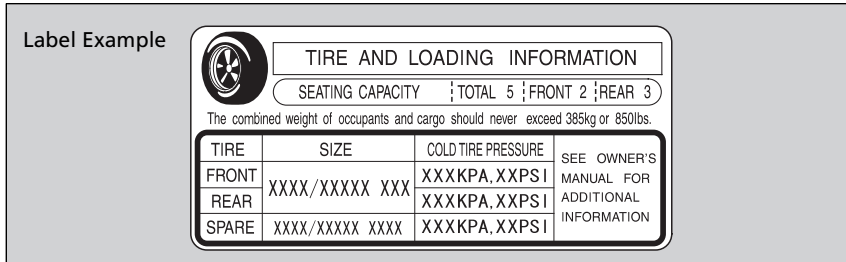 Label Example
TIRE AND LOADING INFORMATION
SEATING CAPACITY TOTAL 5 FRONT 2 REAR 3
The combined weight of occupants and cargo should never exceed 385kg or 850lbs.
TIRE SIZE COLD TIRE PRESSURE SEE OWNER'S MANUAL FOR ADDITIONAL INFORMATION
FRONT XXXX/XXXXX XXX XXXKPA,XXPSI
REAR XXXKPA,XXPSI
SPARE XXXX/XXXXX XXXX XXXKPA,XXPSI